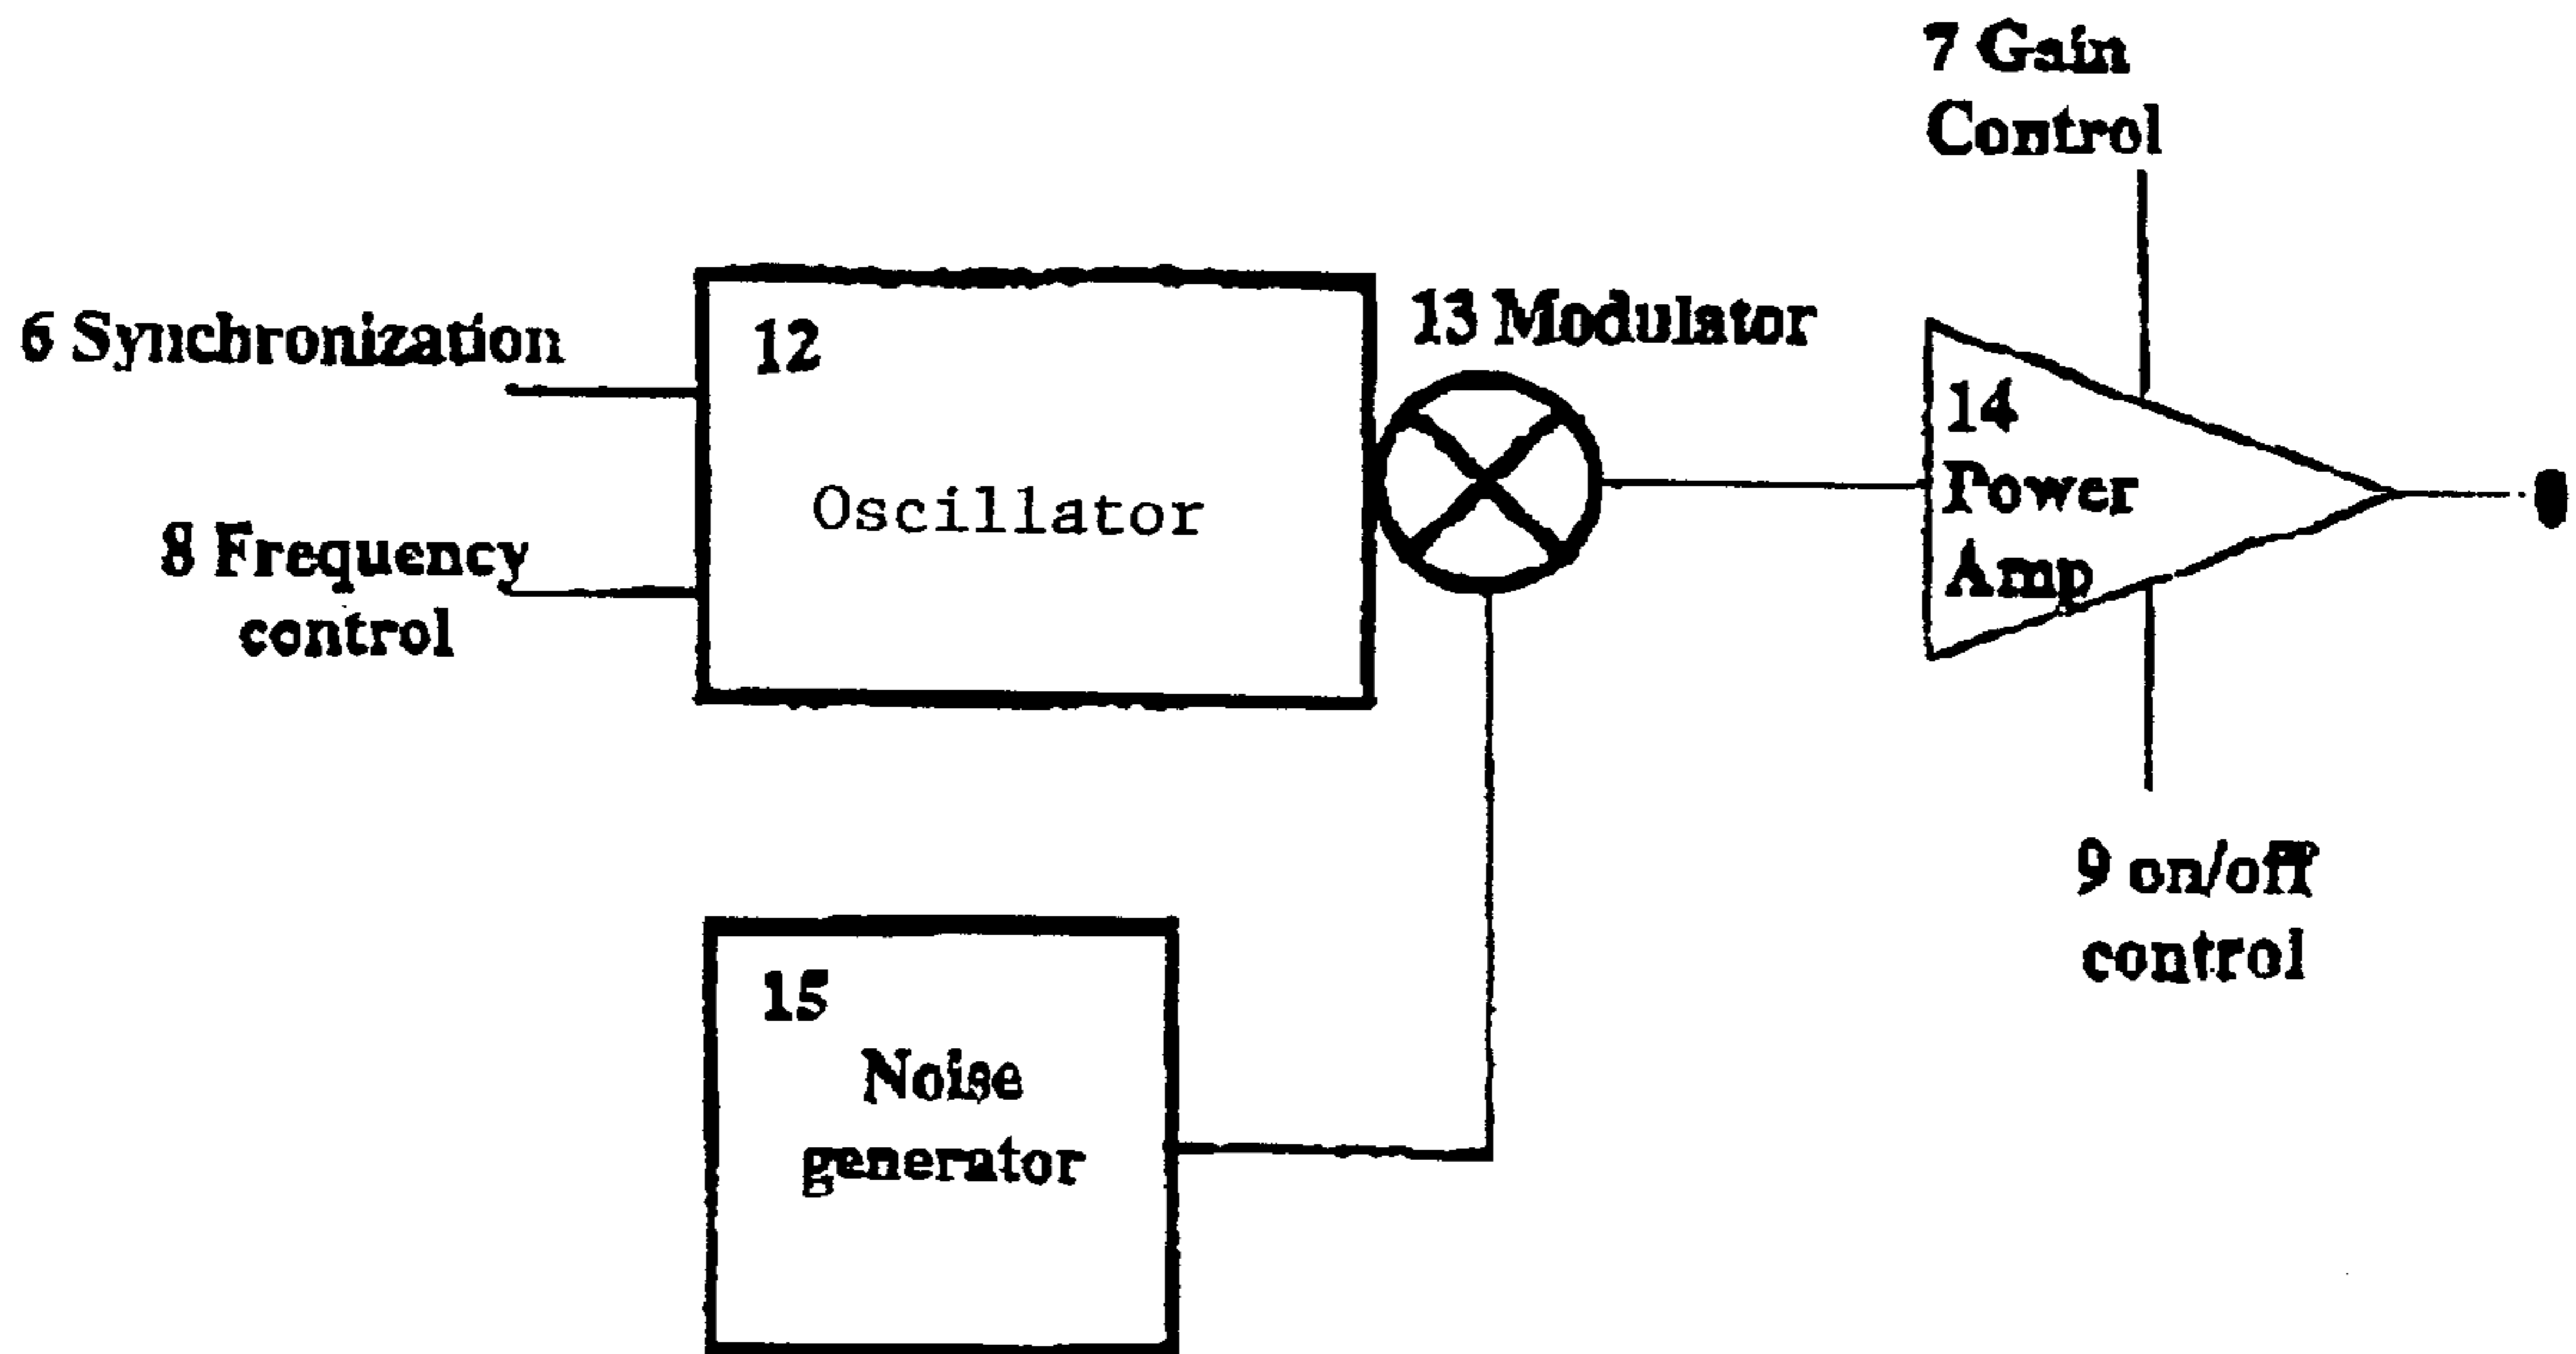 7 Gain
Control
6 Synchronization
12
13 Modulator
Oscillator
14
Power
Amp
8 Frequency
control
9 on/off
control
15
Noise
generator